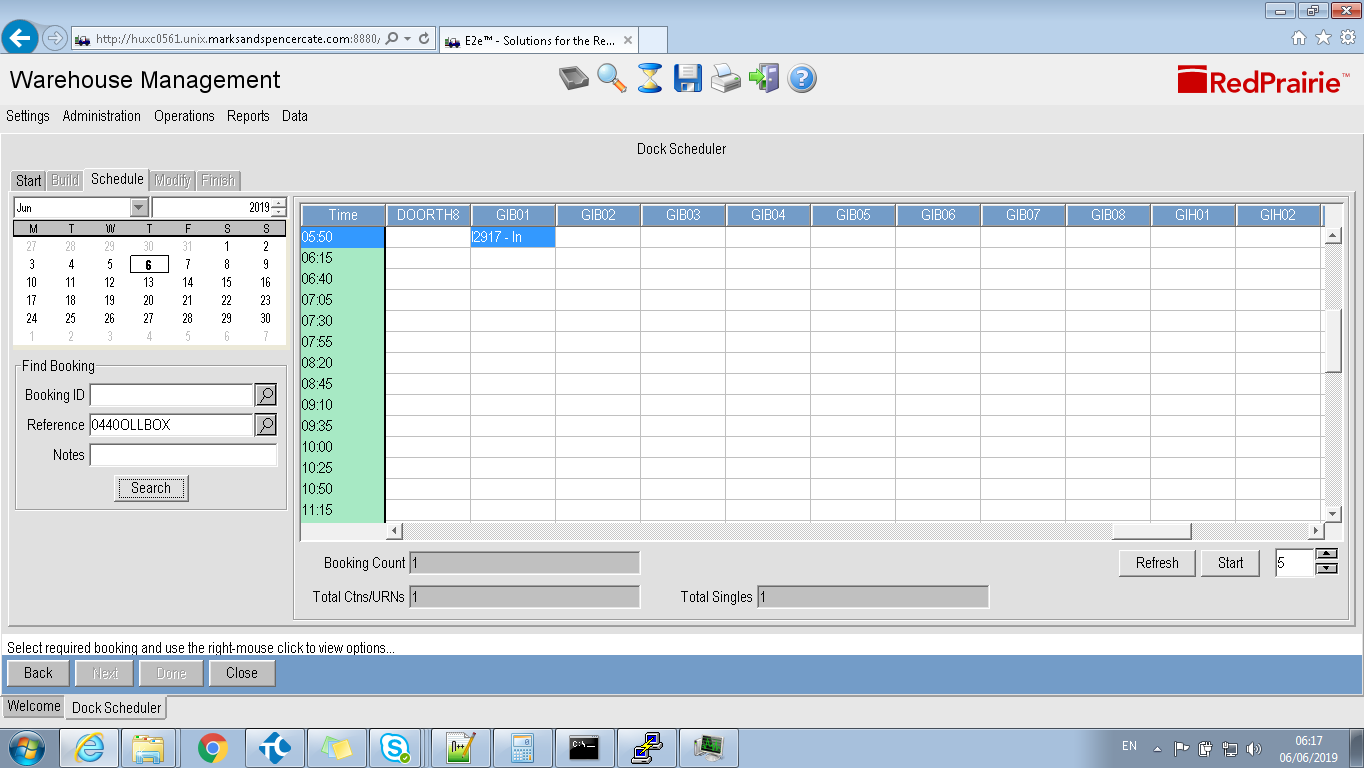 http://huxc0561.unix.marksandspencercate.com:8880/
E2e™ - Solutions for the Re...
Warehouse Management
RedPrairie™
Settings Administration Operations Reports Data
Dock Scheduler
Start Build Schedule Modify Finish
Jun 2019
M T W T F S S
27 28 29 30 31 1 2
3 4 5 6 7 8 9
10 11 12 13 14 15 16
17 18 19 20 21 22 23
24 25 26 27 28 29 30
1 2 3 4 5 6 7
Find Booking
Booking ID
Reference 0440OLLBOX
Notes
Search
Time DOORTH8 GIB01 GIB02 GIB03 GIB04 GIB05 GIB06 GIB07 GIB08 GIH01 GIH02
05:50 2917 - In
06:15
06:40
07:05
07:30
07:55
08:20
08:45
09:10
09:35
10:00
10:25
10:50
11:15
Booking Count 1
Refresh Start 5
Total Ctns/URNs 1 Total Singles 1
Select required booking and use the right-mouse click to view options...
Back Next Done Close
Welcome Dock Scheduler
EN
06:17
06/06/2019